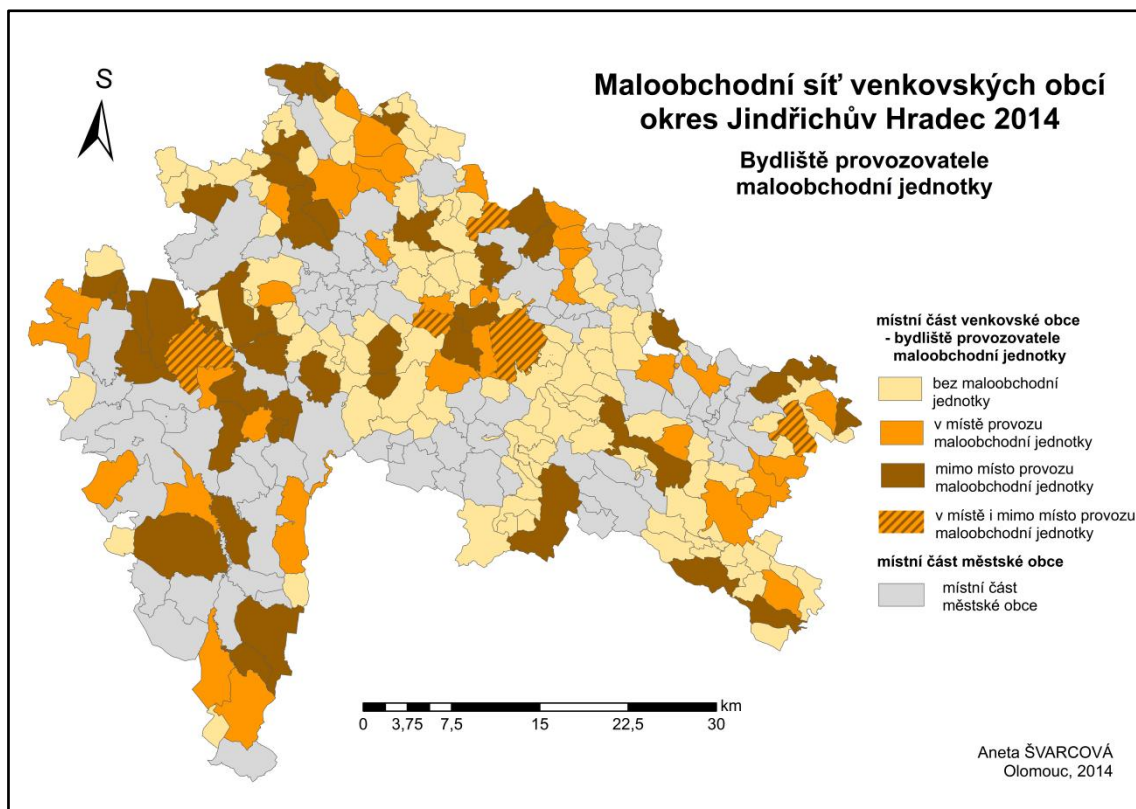 S
Maloobchodní síť venkovských obcí
okres Jindřichův Hradec 2014
Bydliště provozovatele
maloobchodní jednotky
místní část venkovské obce
- bydliště provozovatele
maloobchodní jednotky
bez maloobchodní
jednotky
v místě provozu
maloobchodní jednotky
mimo místo provozu
maloobchodní jednotky
v místě i mimo místo provozu
maloobchodní jednotky
místní část městské obce
místní část
městské obce
km
0 3,75 7,5 15 22,5 30
Aneta ŠVARCOVÁ
Olomouc, 2014